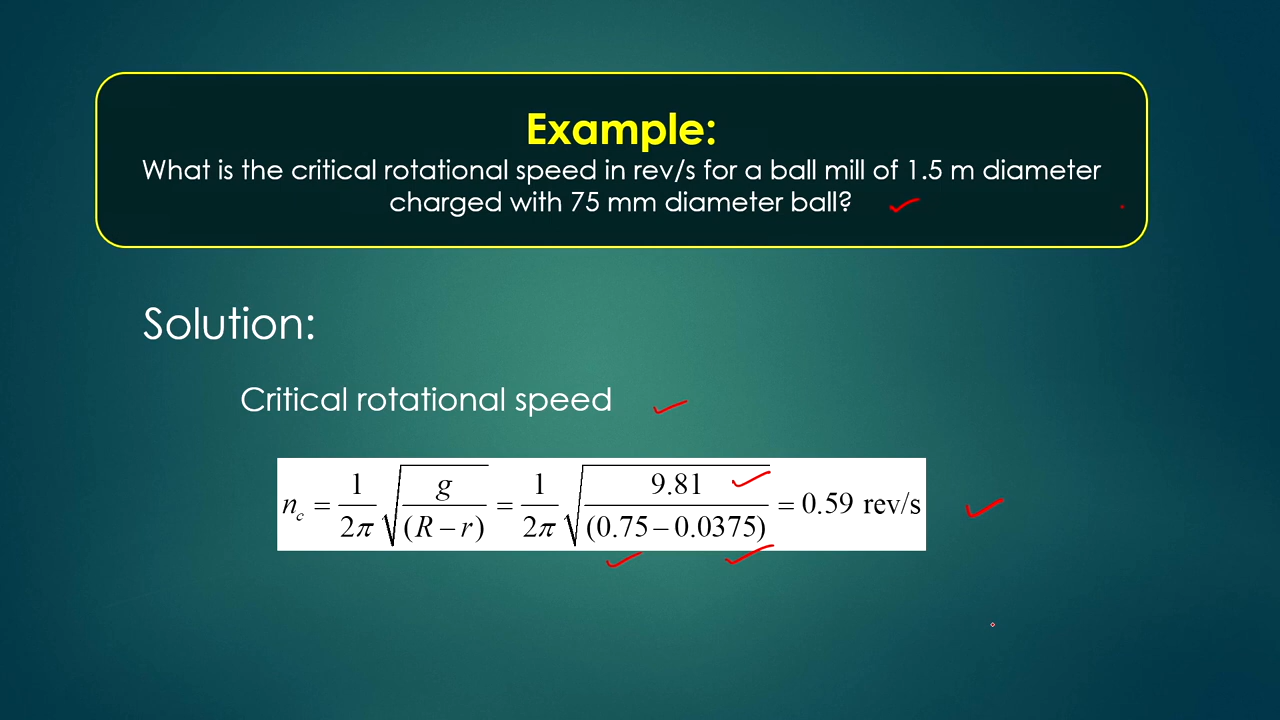 Example:
What is the critical rotational speed in rev/s for a ball mill of 1.5 m diameter
charged with 75 mm diameter ball?
Solution:
Critical rotational speed
n_c = 1/2π √(g/(R – r)) = 1/2π √(9.81/(0.75 – 0.0375)) = 0.59 rev/s